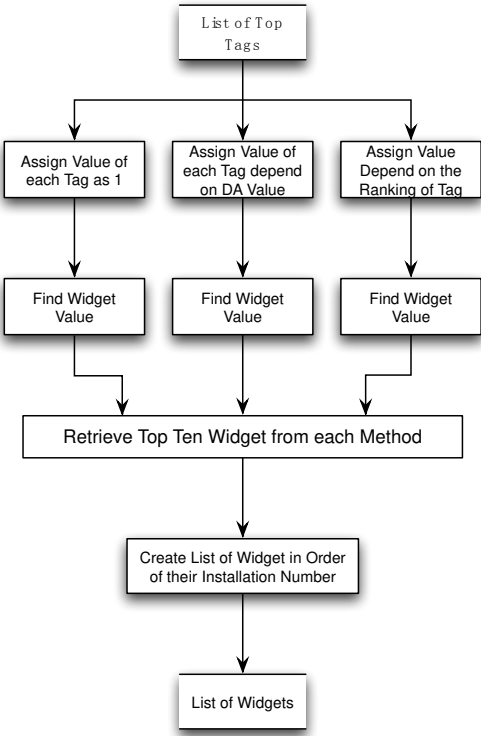 List of Top
Tags
Assign Value of
each Tag as 1
Assign Value of
each Tag depend
on DA Value
Assign Value
Depend on the
Ranking of Tag
Find Widget
Value
Find Widget
Value
Find Widget
Value
Retrieve Top Ten Widget from each Method
Create List of Widget in Order
of their Installation Number
List of Widgets